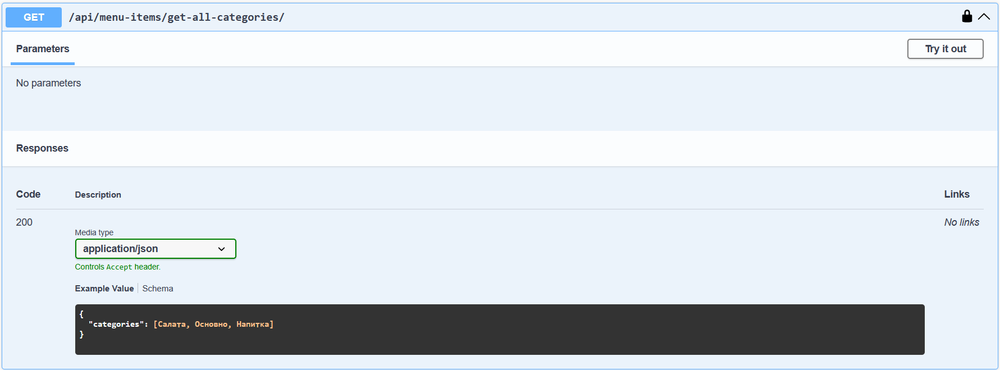 GET /api/menu-items/get-all-categories/
Parameters
Try it out
No parameters
Responses
Code Description Links
200 No links
Media type
application/json
Controls Accept header.
Example Value Schema
{
"categories": [Салата, Основно, Напитка]
}